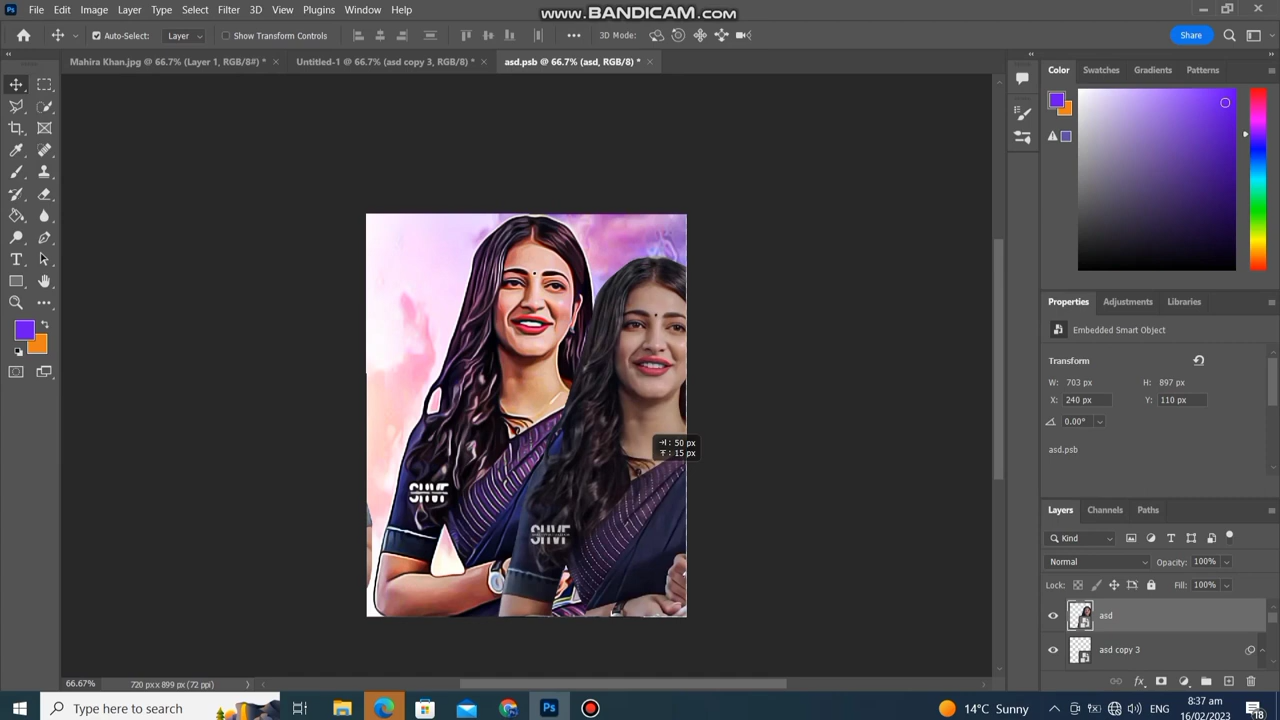 www.BANDICAM.com
File Edit Image Layer Type Select Filter 3D View Plugins Window Help
Auto-Select: Layer Show Transform Controls 3D Mode: Share
Mahira Khan.jpg @ 66.7% (Layer 1, RGB/8#) * Untitled-1 @ 66.7% (asd copy 3, RGB/8) * asd.psb @ 66.7% (asd, RGB/8) *
Color Swatches Gradients Patterns
Properties Adjustments Libraries
Embedded Smart Object
Transform
W: 703 px H: 897 px
X: 240 px Y: 110 px
0.00°
asd.psb
50 px
15 px
SHVF
SHVF
Layers Channels Paths
Kind
Normal Opacity: 100%
Lock: Fill: 100%
asd
asd copy 3
66.67% 720 px x 899 px (72 ppi)
Type here to search
14°C Sunny ENG 8:37 am 16/02/2023 18